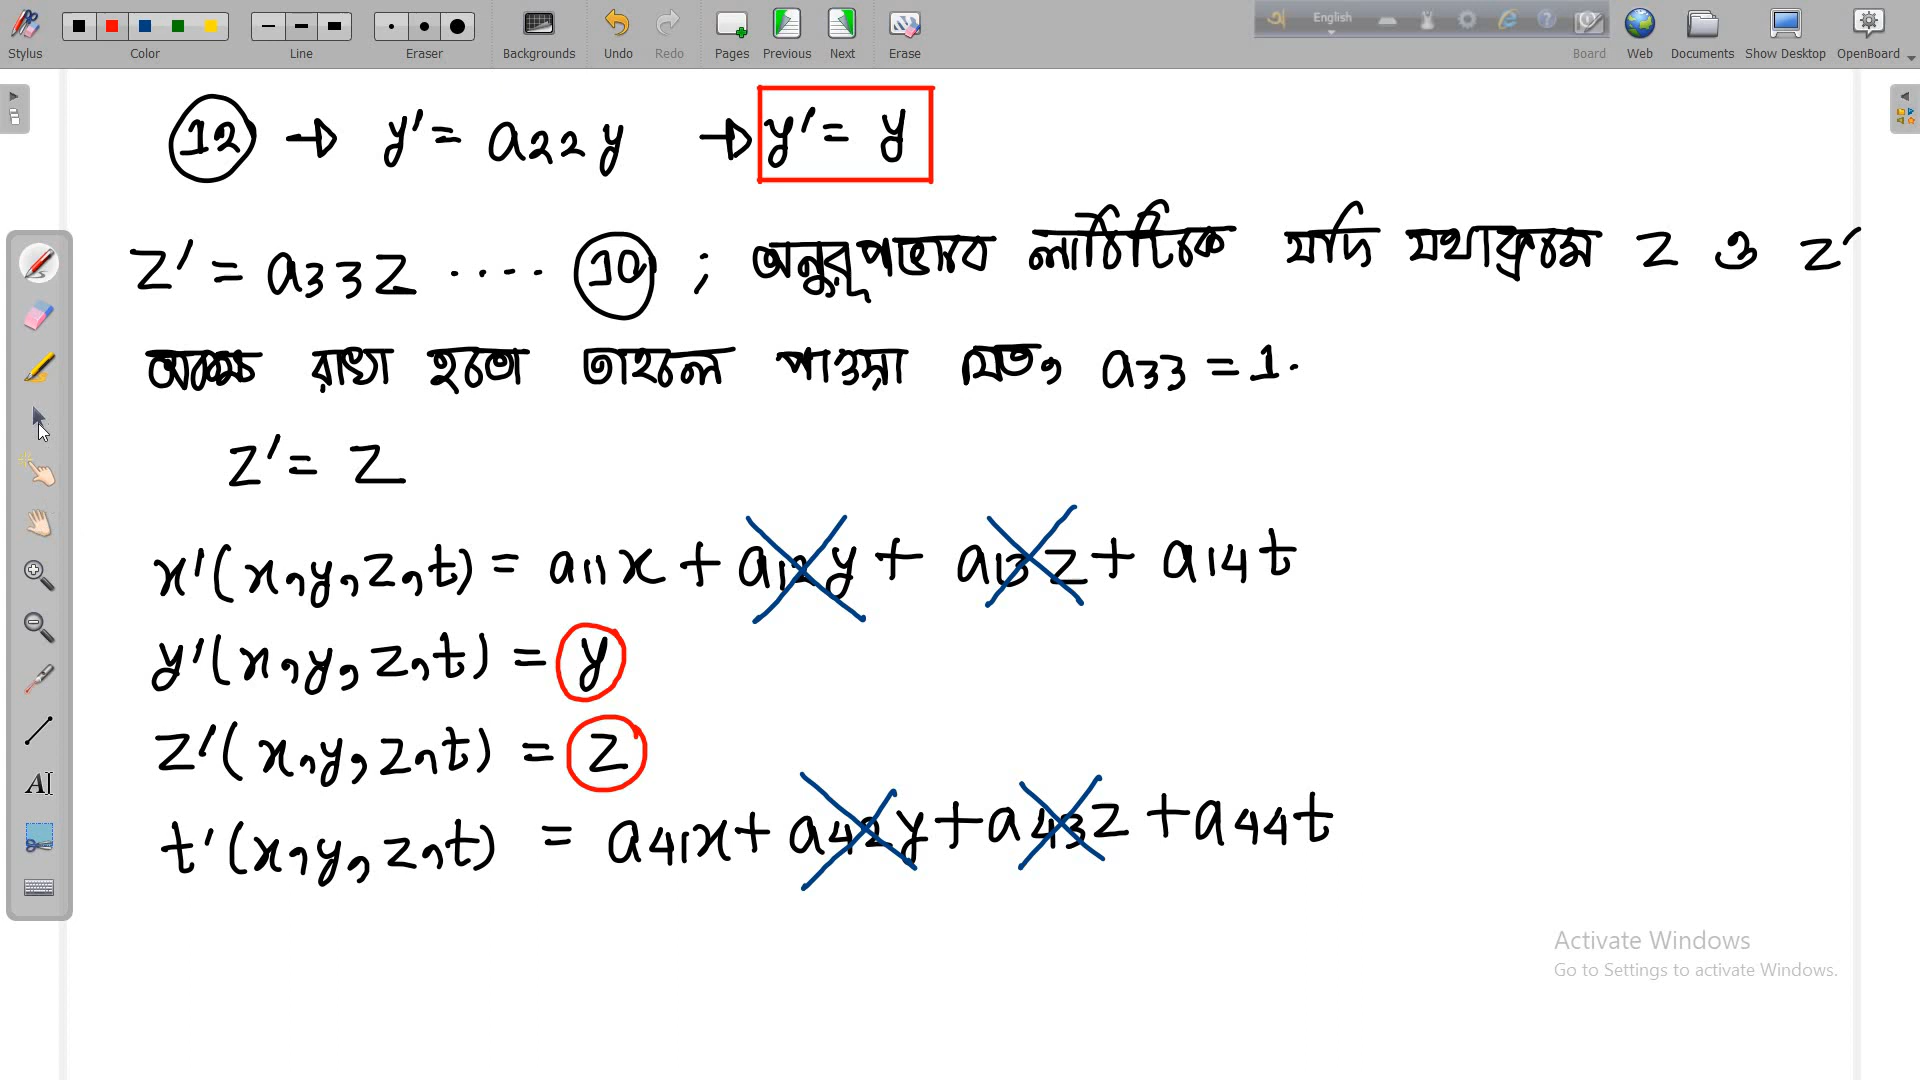 Stylus Color Line Eraser Backgrounds Undo Redo Pages Previous Next Erase English Board Web Documents Show Desktop OpenBoard
12 → y' = a22y → y' = y
z' = a33z ..... 10 ; অনুরূপভাবে লাঠিটিকে যদি যথাক্রমে z ও z'
অক্ষে রাখা হতো তাহলে পাওয়া যেত, a33 = 1.
z' = z
x'(x,y,z,t) = a11x + a12y + a13z + a14t
y'(x,y,z,t) = y
z'(x,y,z,t) = z
t'(x,y,z,t) = a41x + a42y + a43z + a44t
Activate Windows
Go to Settings to activate Windows.